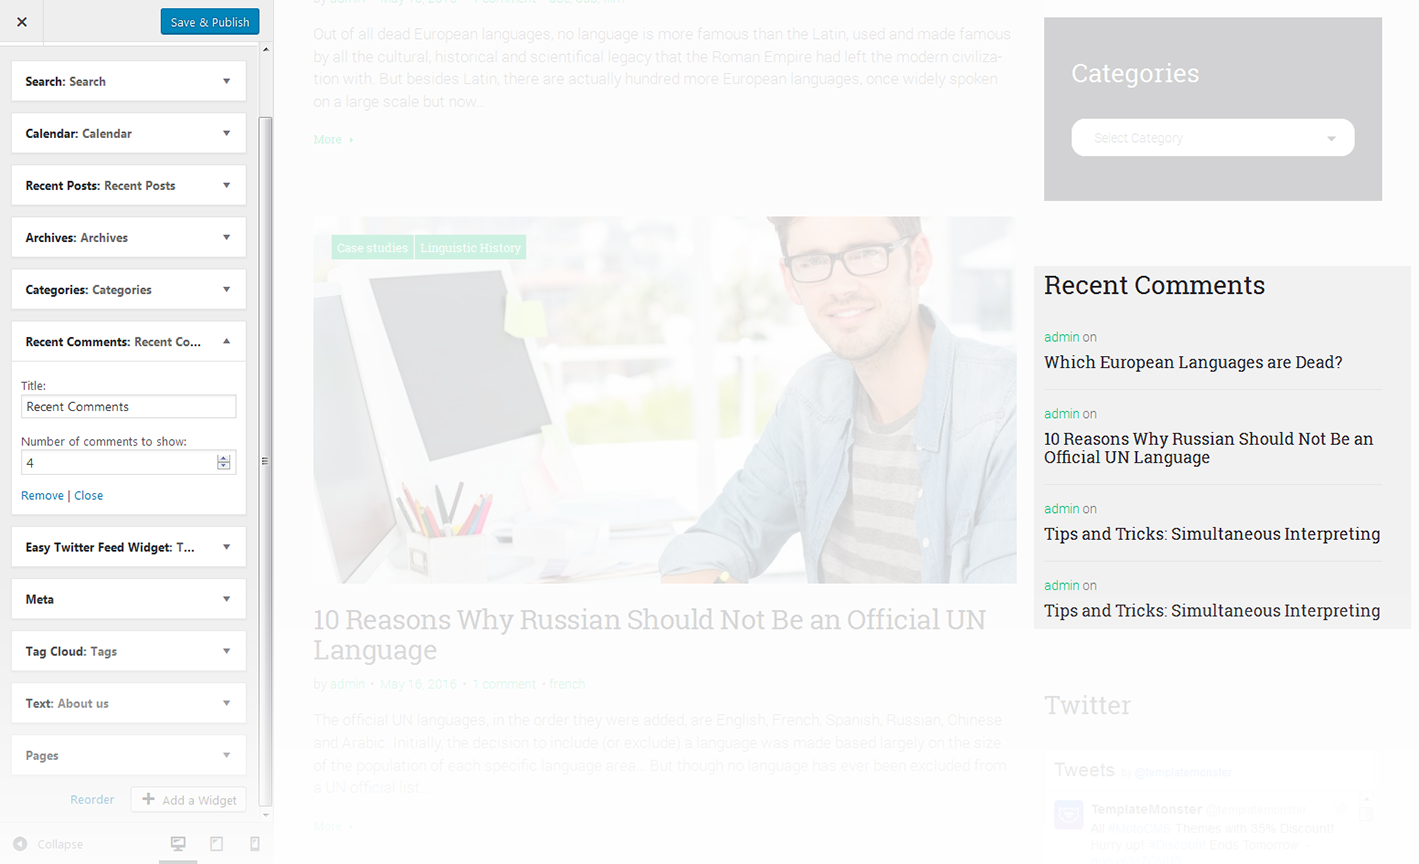 Save & Publish
Search: Search
Calendar: Calendar
Recent Posts: Recent Posts
Archives: Archives
Categories: Categories
Recent Comments: Recent Co...
Title:
Recent Comments
Number of comments to show:
4
Remove | Close
Easy Twitter Feed Widget: T...
Meta
Tag Cloud: Tags
Text: About us
Pages
Reorder
Add a Widget
Collapse
Out of all dead European languages, no language is more famous than the Latin, used and made famous
by all the cultural, historical and scientifical legacy that the Roman Empire had left the modern civiliza-
tion with. But besides Latin, there are actually hundred more European languages, once widely spoken
on a large scale but now...
More
Case studies
Linguistic History
10 Reasons Why Russian Should Not Be an Official UN
Language
by admin • May 16, 2016 • 1 comment • french
The official UN languages, in the order they were added, are English, French, Spanish, Russian, Chinese
and Arabic. Initially, the decision to include (or exclude) a language was made based largely on the size
of the population of each specific language area... But though no language has ever been excluded from
a UN official list...
More
Categories
Select Category
Recent Comments
admin on
Which European Languages are Dead?
admin on
10 Reasons Why Russian Should Not Be an
Official UN Language
admin on
Tips and Tricks: Simultaneous Interpreting
admin on
Tips and Tricks: Simultaneous Interpreting
Twitter
Tweets by @templatemonster
TemplateMonster @templatemonster
Themes with 35% Discount!
Hurry up! #Discount Ends Tomorrow -